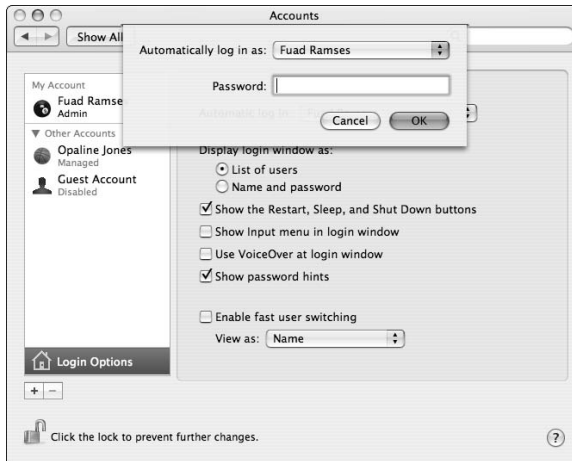 Accounts
Show All
Automatically log in as: Fuad Ramses
Password:
Cancel OK
My Account
Fuad Ramse
Admin
Other Accounts
Opaline Jones
Managed
Guest Account
Disabled
Login Options
Display login window as:
List of users
Name and password
Show the Restart, Sleep, and Shut Down buttons
Show Input menu in login window
Use VoiceOver at login window
Show password hints
Enable fast user switching
View as: Name
Click the lock to prevent further changes.
?